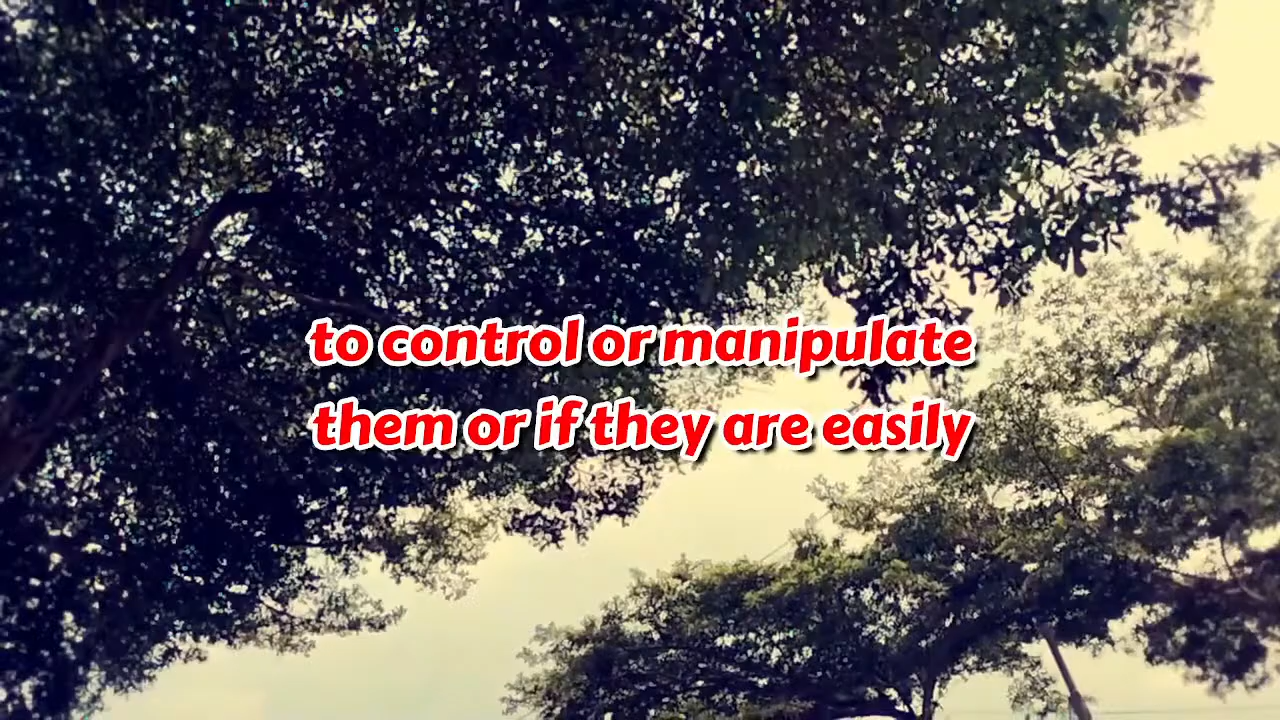 to control or manipulate
them or if they are easily